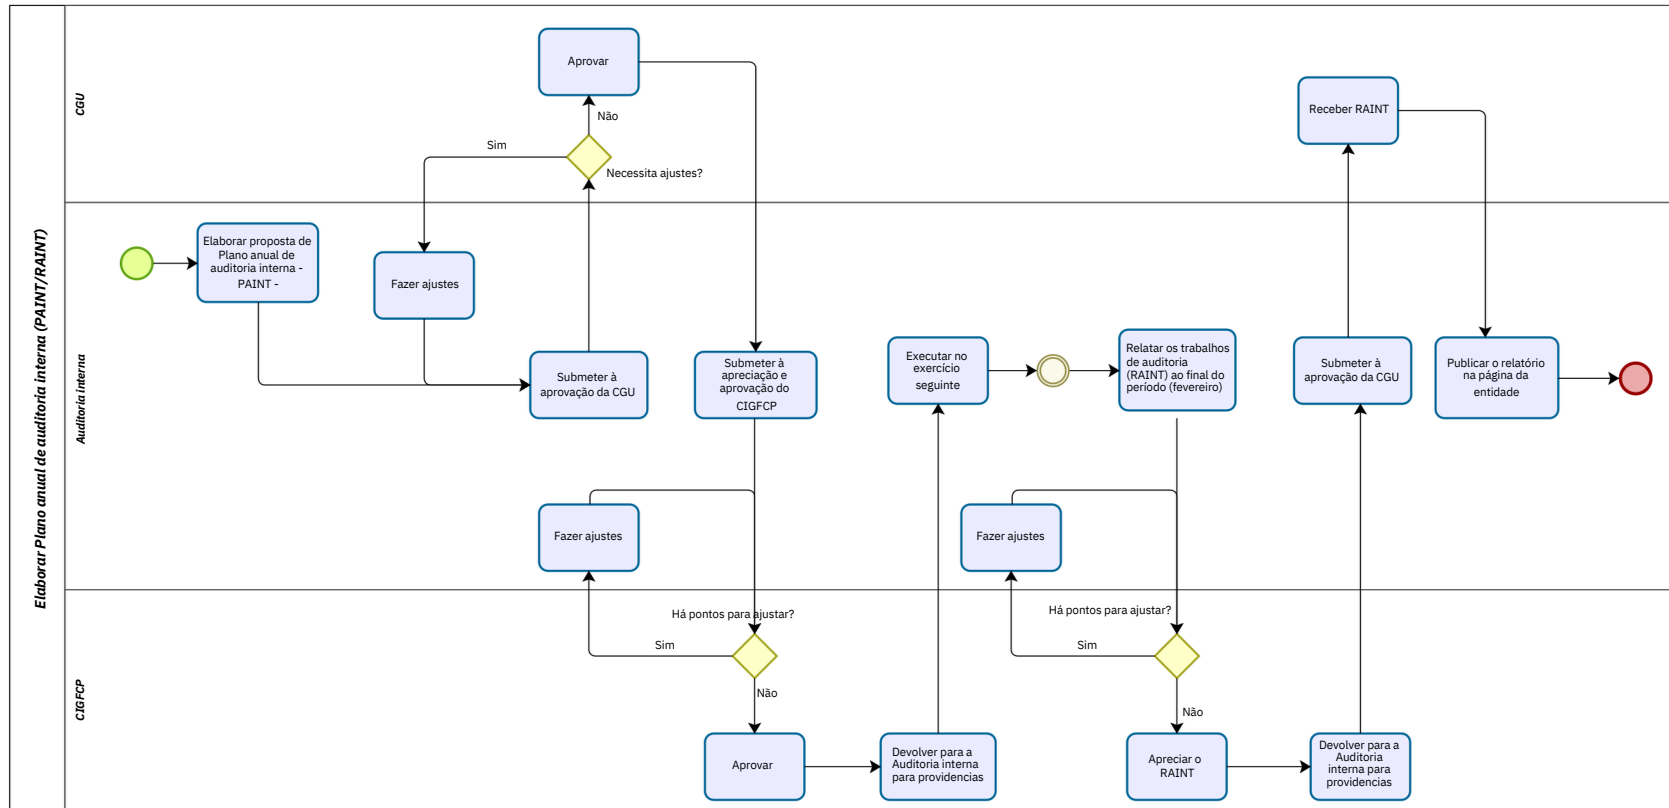 Elaborar Plano anual de auditoria interna (PAINT/RAINT)
CGU
Aprovar
Não
Sim
Necessita ajustes?
Receber RAINT
Auditoria interna
Elaborar proposta de
Plano anual de
auditoria interna -
PAINT -
Fazer ajustes
Submeter à
aprovação da CGU
Submeter à
apreciação e
aprovação do
CIGFCP
Executar no
exercício
seguinte
Relatar os trabalhos
de auditoria
(RAINT) ao final do
período (fevereiro)
Submeter à
aprovação da CGU
Publicar o relatório
na página da
entidade
Fazer ajustes
Fazer ajustes
CIGFCP
Há pontos para ajustar?
Sim
Não
Aprovar
Devolver para a
Auditoria interna
para providencias
Há pontos para ajustar?
Sim
Não
Apreciar o
RAINT
Devolver para a
Auditoria
interna para
providencias